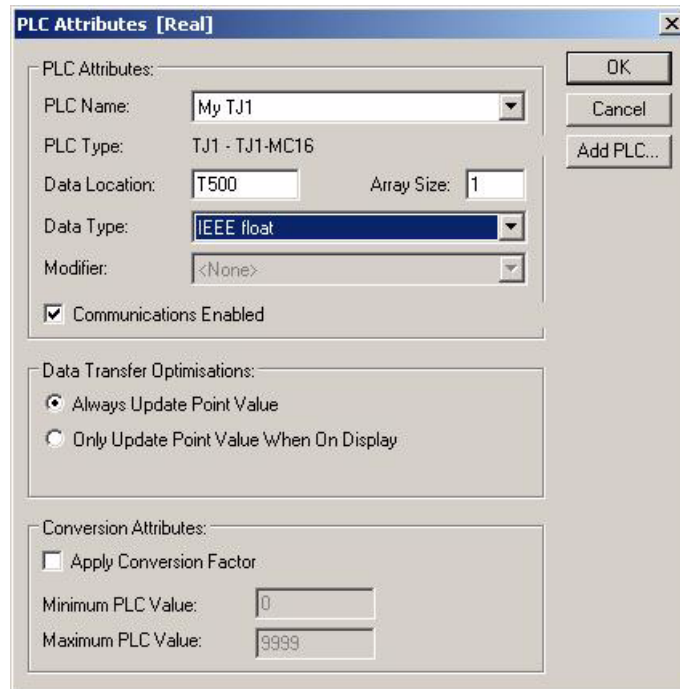 PLC Attributes [Real]
PLC Attributes:
OK
PLC Name: My TJ1
Cancel
PLC Type: TJ1 - TJ1-MC16
Add PLC...
Data Location: T500 Array Size: 1
Data Type: IEEE float
Modifier: <None>
Communications Enabled
Data Transfer Optimisations:
Always Update Point Value
Only Update Point Value When On Display
Conversion Attributes:
Apply Conversion Factor
Minimum PLC Value: 0
Maximum PLC Value: 9999